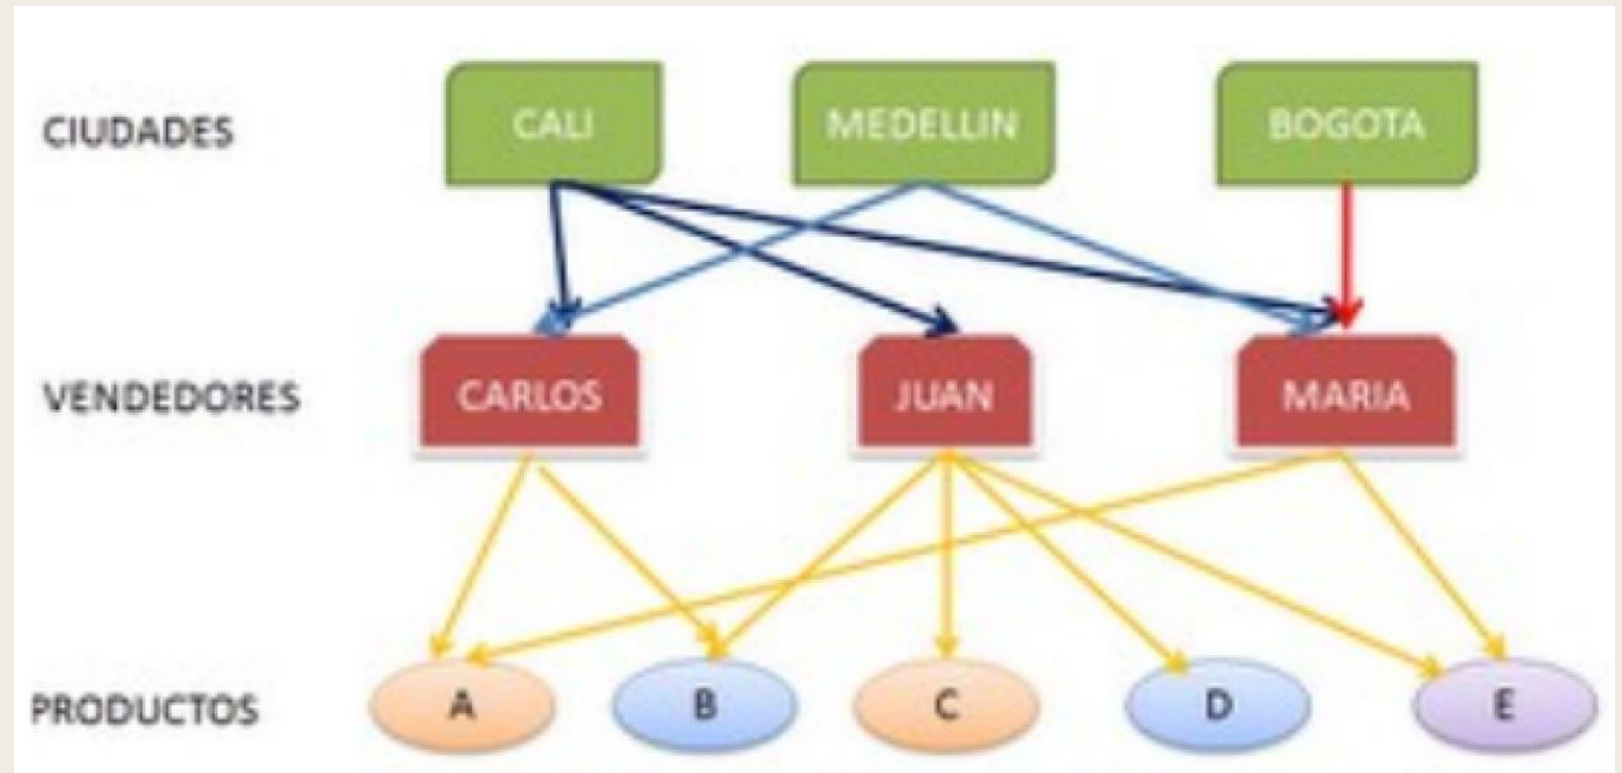 CIUDADES CALI MEDELLIN BOGOTA
VENDEDORES CARLOS JUAN MARIA
PRODUCTOS A B C D E